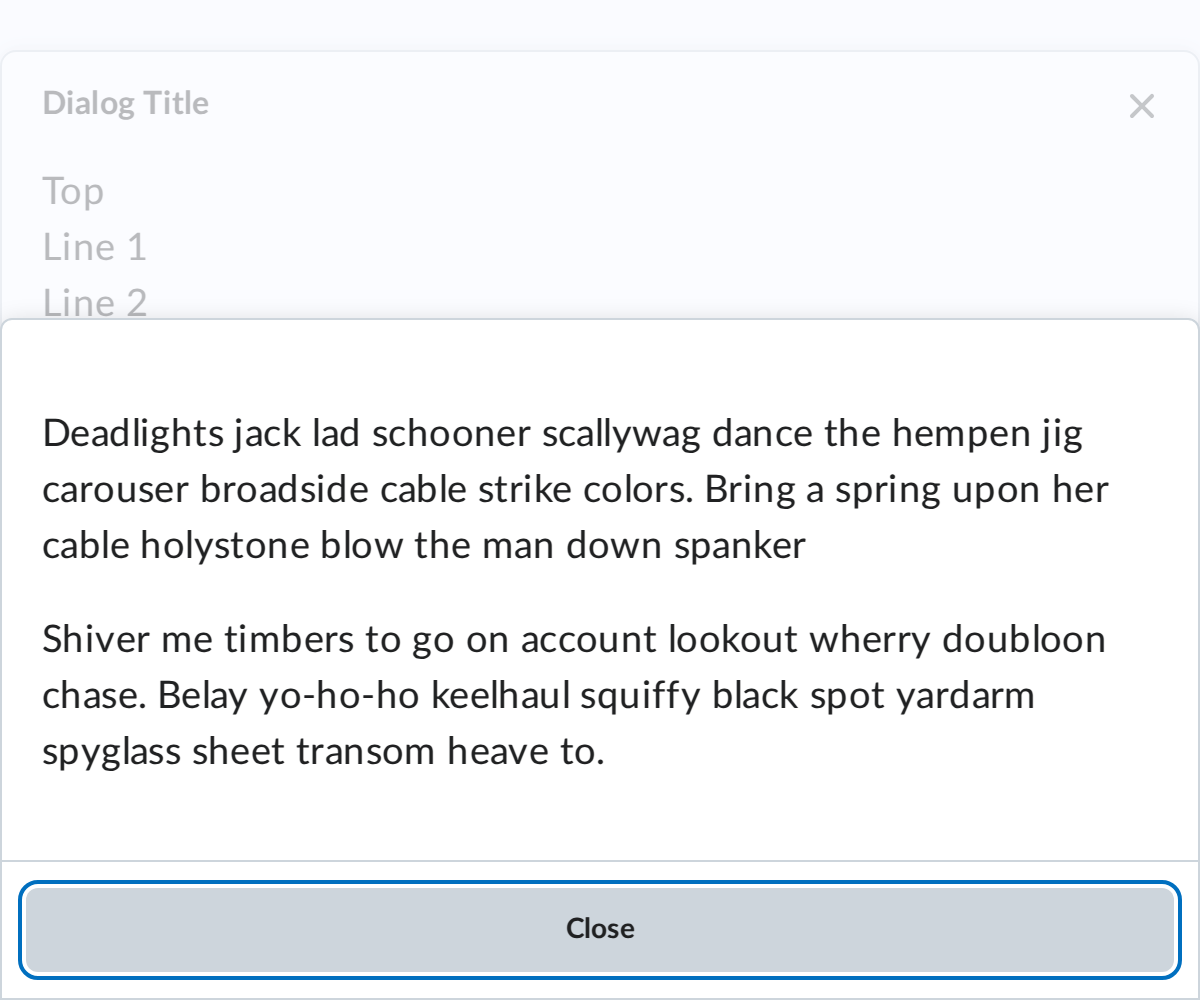 Dialog Title
Top
Line 1
Line 2
Deadlights jack lad schooner scallywag dance the hempen jig
carouser broadside cable strike colors. Bring a spring upon her
cable holystone blow the man down spanker
Shiver me timbers to go on account lookout wherry doubloon
chase. Belay yo-ho-ho keelhaul squiffy black spot yardarm
spyglass sheet transom heave to.
Close